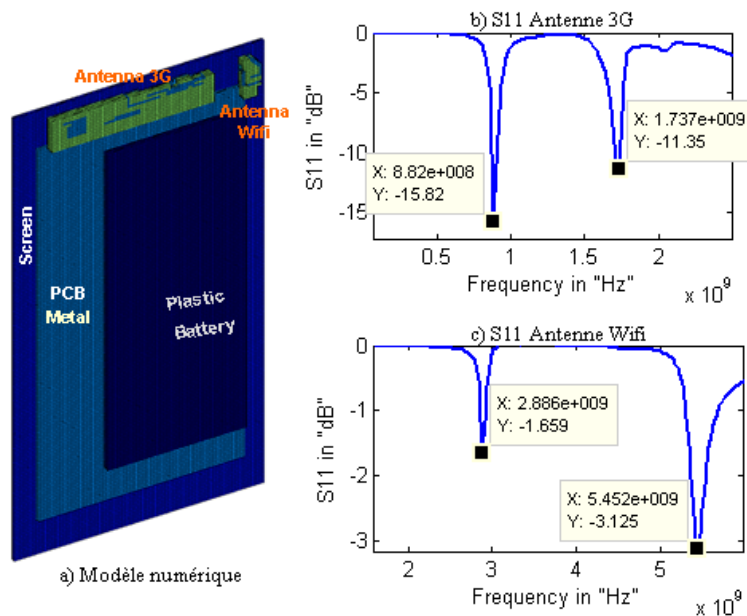 Antenna 3G
Antenna
Wifi
Screen
PCB
Metal
Plastic
Battery
a) Modèle numérique
b) S11 Antenne 3G
0
-5
-10
-15
S11 in "dB"
X: 8.82e+008
Y: -15.82
X: 1.737e+009
Y: -11.35
0.5
1
1.5
2
Frequency in "Hz"
x 10^9
c) S11 Antenne Wifi
0
-1
-2
-3
S11 in "dB"
X: 2.886e+009
Y: -1.659
X: 5.452e+009
Y: -3.125
2
3
4
5
6
Frequency in "Hz"
x 10^9